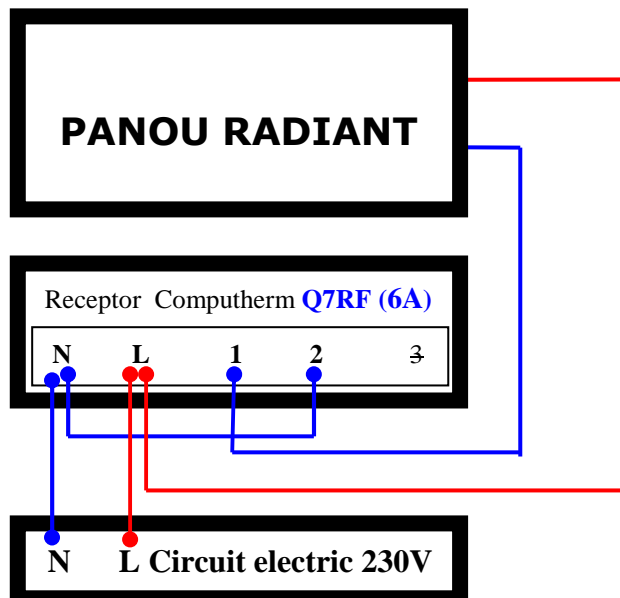 PANOU RADIANT
Receptor Computherm Q7RF (6A)
N L 1 2 3
N L Circuit electric 230V